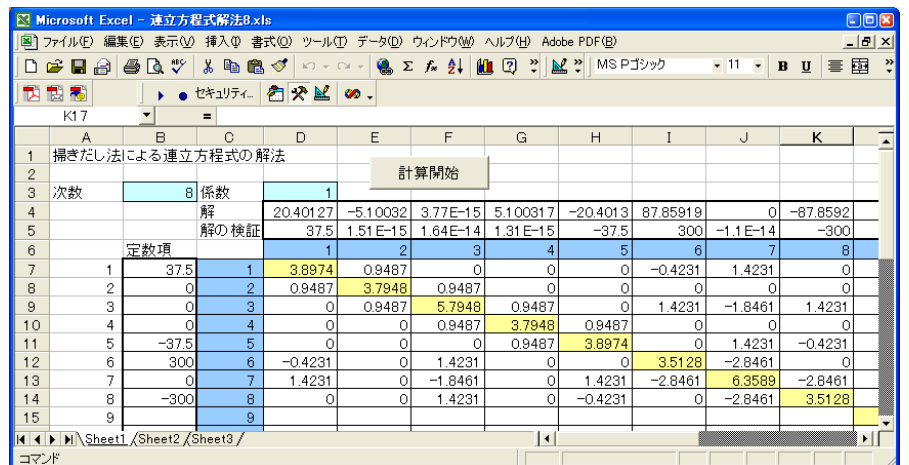 Microsoft Excel - 連立方程式解法8.xls
ファイル(F) 編集(E) 表示(V) 挿入(I) 書式(O) ツール(T) データ(D) ウィンドウ(W) ヘルプ(H) Adobe PDF(B)
MS Pゴシック 11 B U
セキュリティ...
K17 =
A B C D E F G H I J K
1 掃きだし法による連立方程式の解法
計算開始
2
3 次数 8 係数 1
4 解 20.40127 -5.10032 3.77E-15 5.100317 -20.4013 87.85919 0 -87.8592
5 解の検証 37.5 1.51E-15 1.64E-14 1.31E-15 -37.5 300 -1.1E-14 -300
6 定数項 1 2 3 4 5 6 7 8
7 1 37.5 1 3.8974 0.9487 0 0 0 -0.4231 1.4231 0
8 2 0 2 0.9487 3.7948 0.9487 0 0 0 0 0
9 3 0 3 0 0.9487 5.7948 0.9487 0 1.4231 -1.8461 1.4231
10 4 0 4 0 0 0.9487 3.7948 0.9487 0 0 0
11 5 -37.5 5 0 0 0 0.9487 3.8974 0 1.4231 -0.4231
12 6 300 6 -0.4231 0 1.4231 0 0 3.5128 -2.8461 0
13 7 0 7 1.4231 0 -1.8461 0 1.4231 -2.8461 6.3589 -2.8461
14 8 -300 8 0 0 1.4231 0 -0.4231 0 -2.8461 3.5128
15 9 9
Sheet1 / Sheet2 / Sheet3 /
コマンド